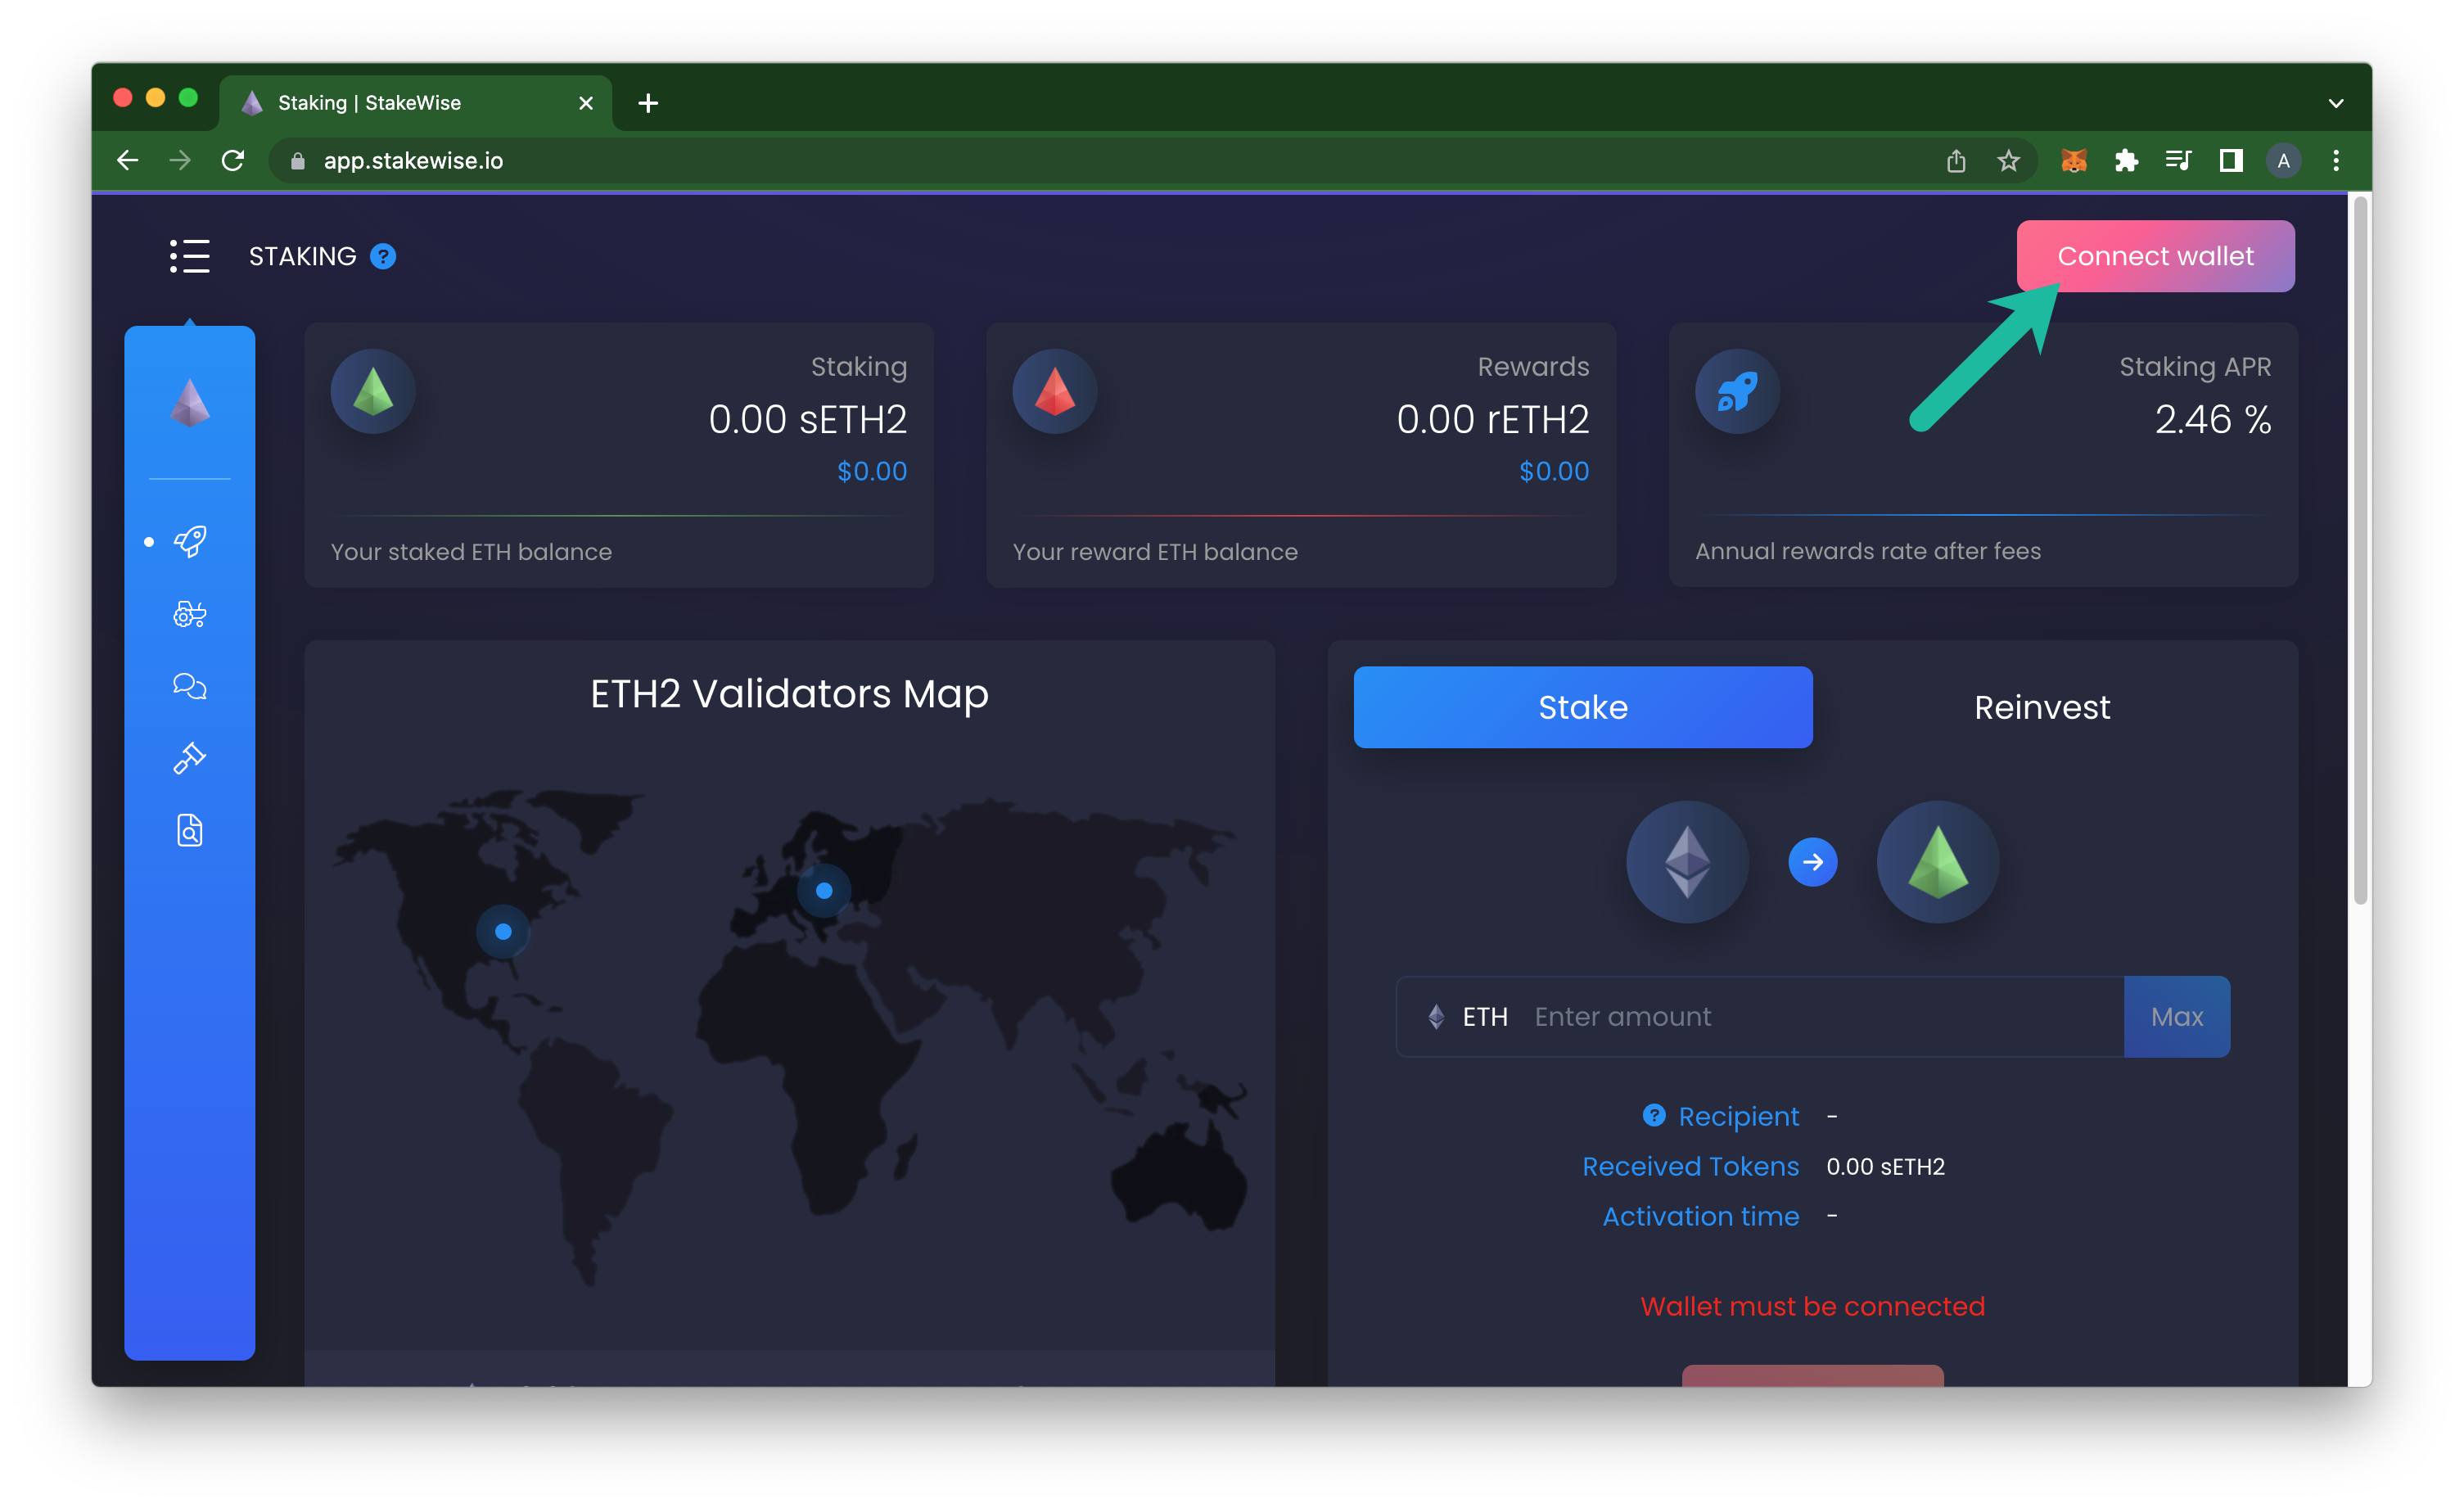 Staking | StakeWise
app.stakewise.io
A
STAKING ?
Connect wallet
Staking
0.00 sETH2
$0.00
Your staked ETH balance
Rewards
0.00 rETH2
$0.00
Your reward ETH balance
Staking APR
2.46 %
Annual rewards rate after fees
ETH2 Validators Map
Stake
Reinvest
ETH Enter amount
Max
? Recipient -
Received Tokens 0.00 sETH2
Activation time -
Wallet must be connected